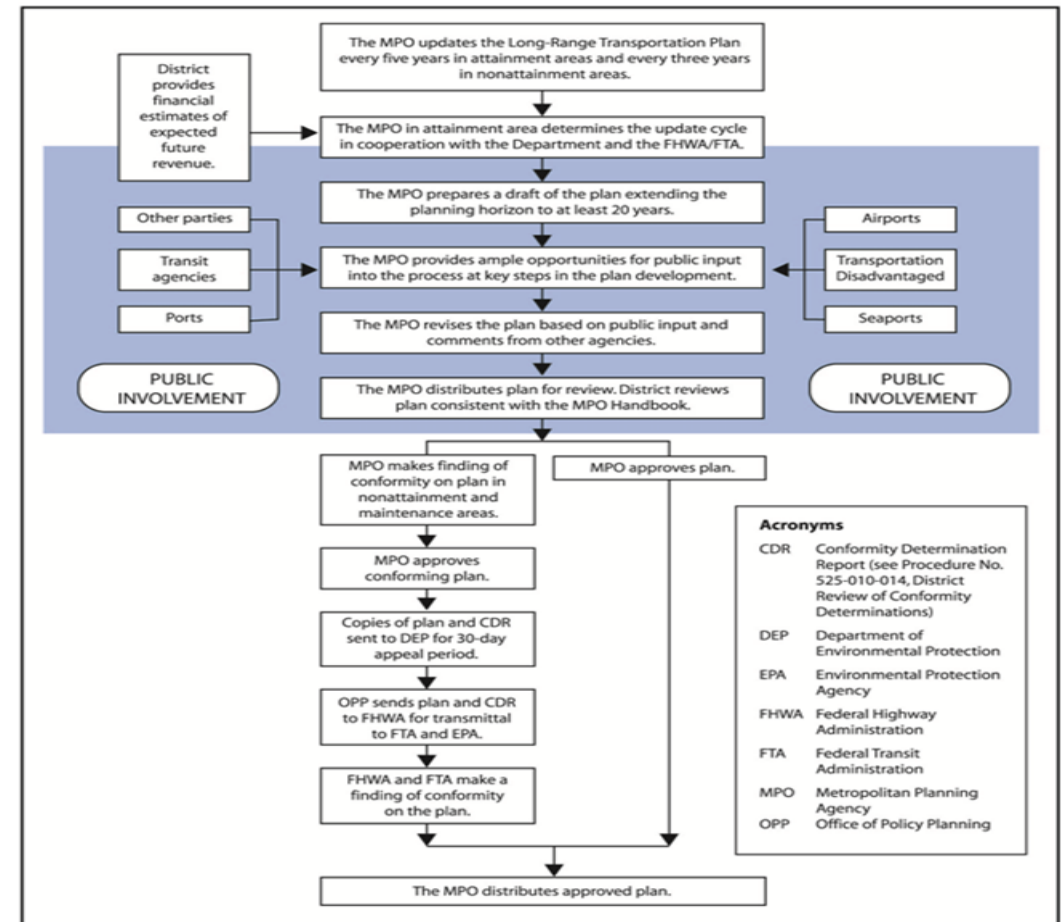 The MPO updates the Long-Range Transportation Plan
every five years in attainment areas and every three years
in nonattainment areas.
District
provides
financial
estimates of
expected
future
revenue.
The MPO in attainment area determines the update cycle
in cooperation with the Department and the FHWA/FTA.
The MPO prepares a draft of the plan extending the
planning horizon to at least 20 years.
Other parties
Transit
agencies
Ports
The MPO provides ample opportunities for public input
into the process at key steps in the plan development.
Airports
Transportation
Disadvantaged
Seaports
The MPO revises the plan based on public input and
comments from other agencies.
PUBLIC
INVOLVEMENT
The MPO distributes plan for review. District reviews
plan consistent with the MPO Handbook.
PUBLIC
INVOLVEMENT
MPO makes finding of
conformity on plan in
nonattainment and
maintenance areas.
MPO approves plan.
MPO approves
conforming plan.
Copies of plan and CDR
sent to DEP for 30-day
appeal period.
OPP sends plan and CDR
to FHWA for transmittal
to FTA and EPA.
FHWA and FTA make a
finding of conformity
on the plan.
The MPO distributes approved plan.
Acronyms
CDR Conformity Determination
Report (see Procedure No.
525-010-014, District
Review of Conformity
Determinations)
DEP Department of
Environmental Protection
EPA Environmental Protection
Agency
FHWA Federal Highway
Administration
FTA Federal Transit
Administration
MPO Metropolitan Planning
Agency
OPP Office of Policy Planning